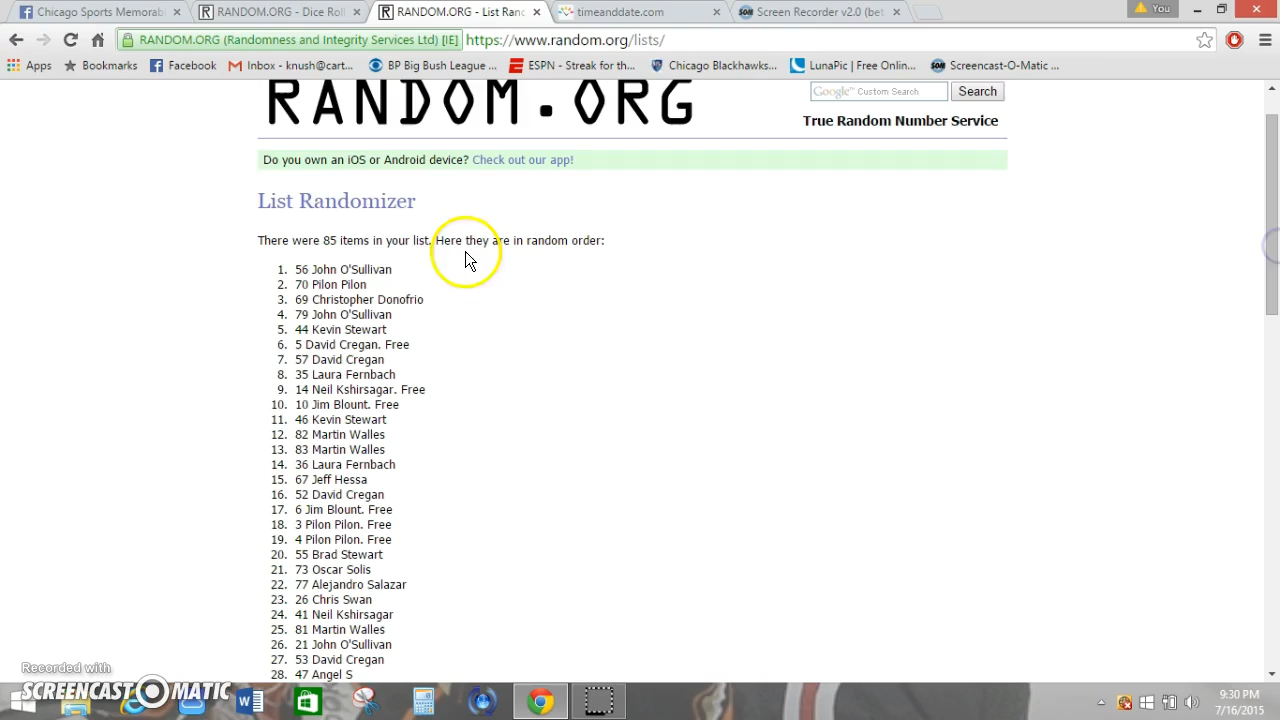 Chicago Sports Memorabi
RANDOM.ORG - Dice Roll
RANDOM.ORG - List Ran
timeanddate.com
Screen Recorder v2.0 (bet
You
RANDOM.ORG (Randomness and Integrity Services Ltd) [IE]
https://www.random.org/lists/
Apps
Bookmarks
Facebook
Inbox - knush@cart...
BP Big Bush League ...
ESPN - Streak for th...
Chicago Blackhawks...
LunaPic | Free Onlin...
Screencast-O-Matic ...
RANDOM.ORG
Google™ Custom Search
Search
True Random Number Service
Do you own an iOS or Android device? Check out our app!
List Randomizer
There were 85 items in your list. Here they are in random order:
1. 56 John O'Sullivan
2. 70 Pilon Pilon
3. 69 Christopher Donofrio
4. 79 John O'Sullivan
5. 44 Kevin Stewart
6. 5 David Cregan. Free
7. 57 David Cregan
8. 35 Laura Fernbach
9. 14 Neil Kshirsagar. Free
10. 10 Jim Blount. Free
11. 46 Kevin Stewart
12. 82 Martin Walles
13. 83 Martin Walles
14. 36 Laura Fernbach
15. 67 Jeff Hessa
16. 52 David Cregan
17. 6 Jim Blount. Free
18. 3 Pilon Pilon. Free
19. 4 Pilon Pilon. Free
20. 55 Brad Stewart
21. 73 Oscar Solis
22. 77 Alejandro Salazar
23. 26 Chris Swan
24. 41 Neil Kshirsagar
25. 81 Martin Walles
26. 21 John O'Sullivan
27. 53 David Cregan
28. 47 Angel S
Recorded with
SCREENCAST-O-MATIC
9:30 PM
7/16/2015